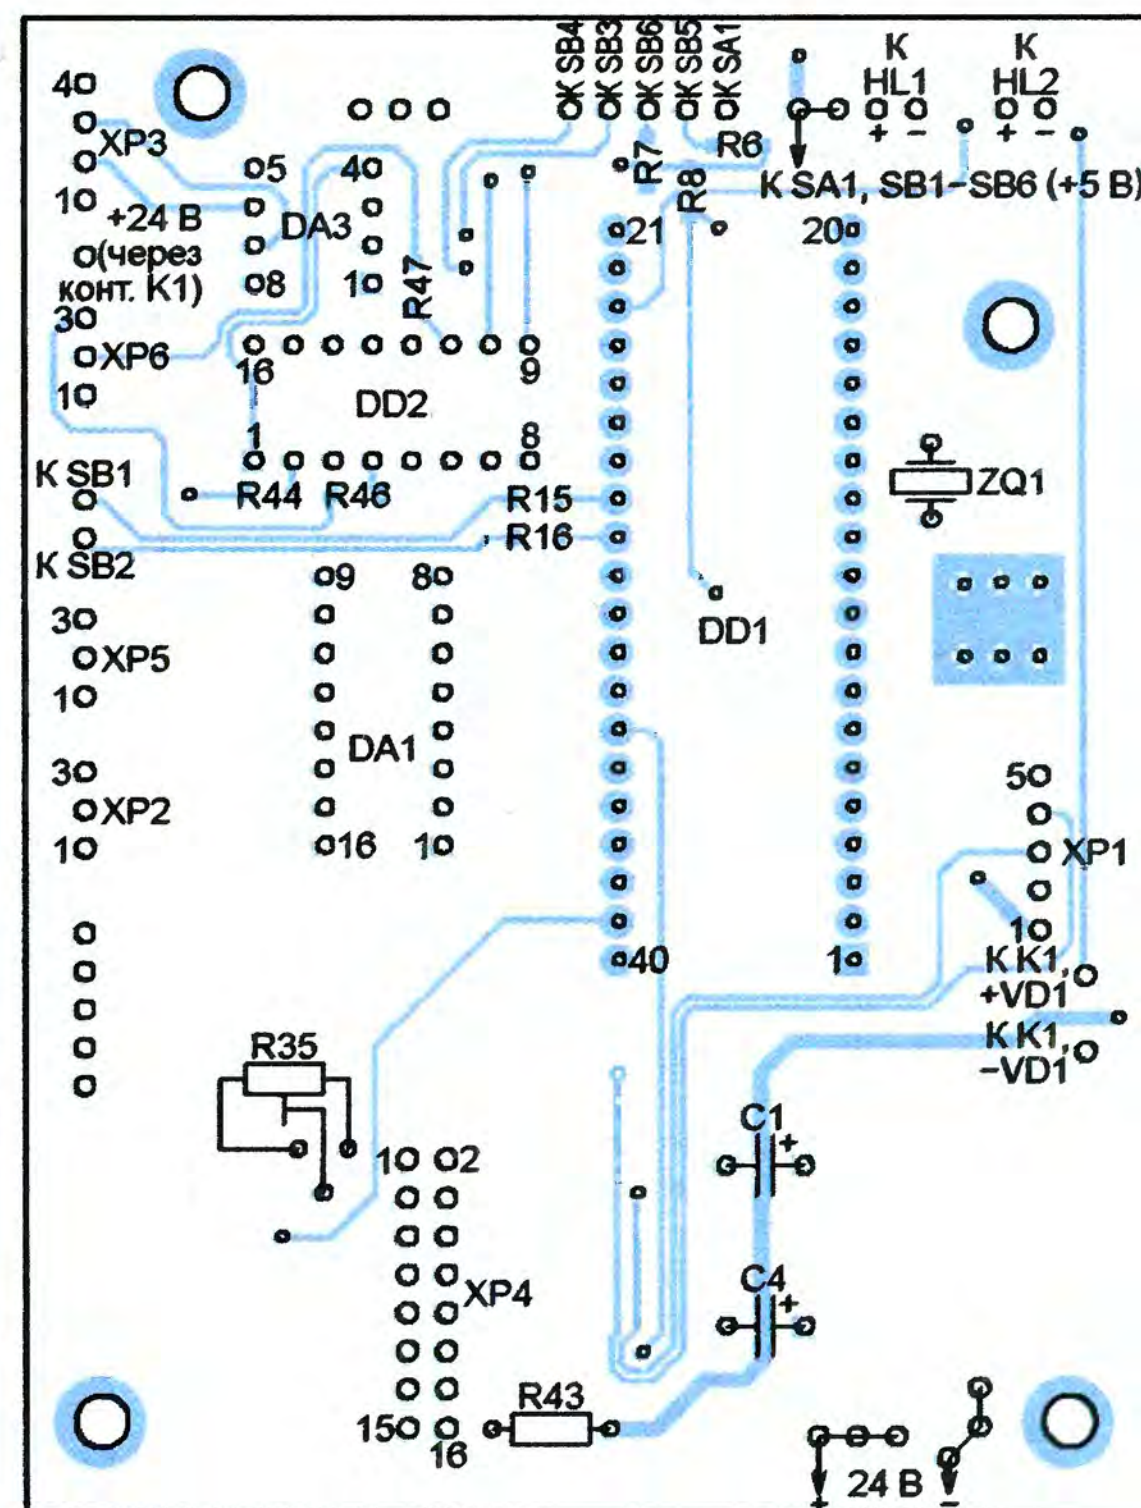 К SB4
К SB3
К SB6
К SB5
К SA1
К
HL1
+ −
К
HL2
+ −
4
XP3
1
R7
R6
R8
К SA1, SB1–SB6 (+5 В)
5 4
+24 В
(через
конт. К1)
DA3
8 1
R47
21 20
3
XP6
1
16 9
DD2
1 8
К SB1
R44 R46 R15
R16
ZQ1
К SB2
9 8
DD1
3
XP5
1
DA1
3
XP2
1
16 1
5
XP1
1
40 1
К К1,
+VD1
К К1,
−VD1
R35
C1
+
1 2
XP4
C4
+
R43
15
16
24 В
+ −